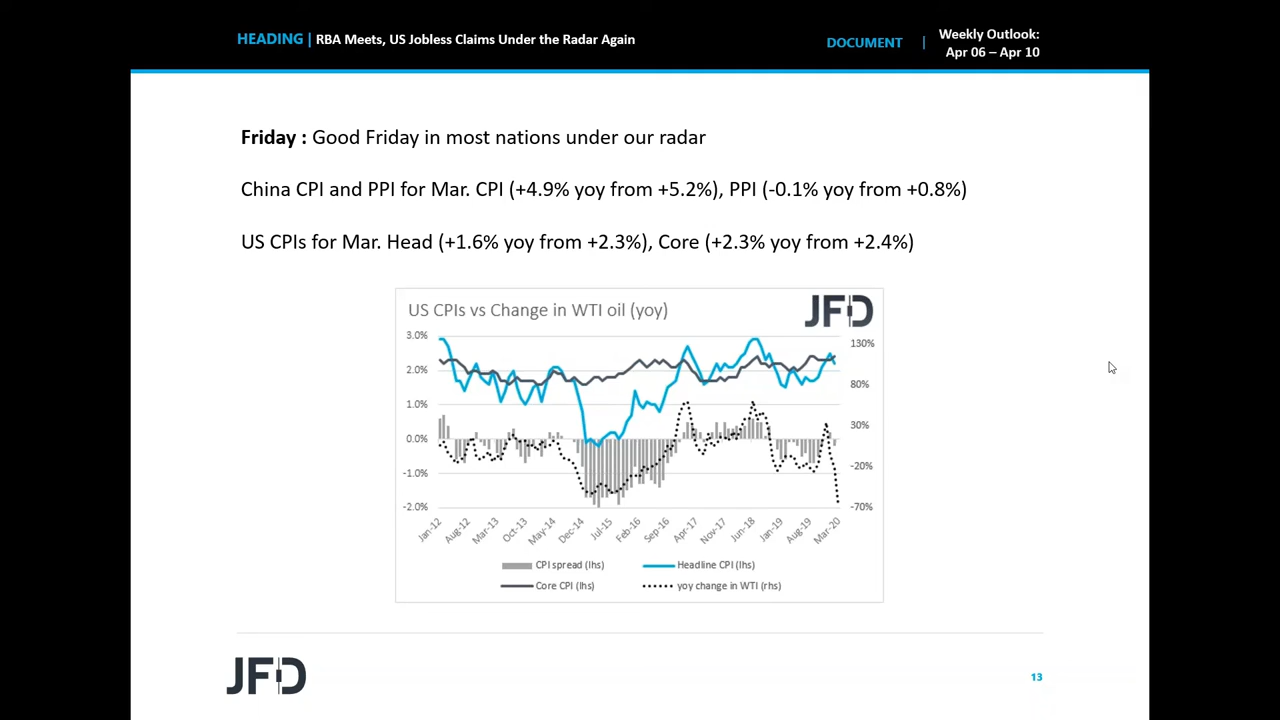 HEADING | RBA Meets, US Jobless Claims Under the Radar Again
DOCUMENT |
Weekly Outlook:
Apr 06 – Apr 10
Friday : Good Friday in most nations under our radar
China CPI and PPI for Mar. CPI (+4.9% yoy from +5.2%), PPI (-0.1% yoy from +0.8%)
US CPIs for Mar. Head (+1.6% yoy from +2.3%), Core (+2.3% yoy from +2.4%)
US CPIs vs Change in WTI oil (yoy)
JFD
3.0%
2.0%
1.0%
0.0%
-1.0%
-2.0%
130%
80%
30%
-20%
-70%
Jan-12
Aug-12
Mar-13
Oct-13
May-14
Dec-14
Jul-15
Feb-16
Sep-16
Apr-17
Nov-17
Jun-18
Jan-19
Aug-19
Mar-20
CPI spread (lhs)
Headline CPI (lhs)
Core CPI (lhs)
yoy change in WTI (rhs)
JFD
13